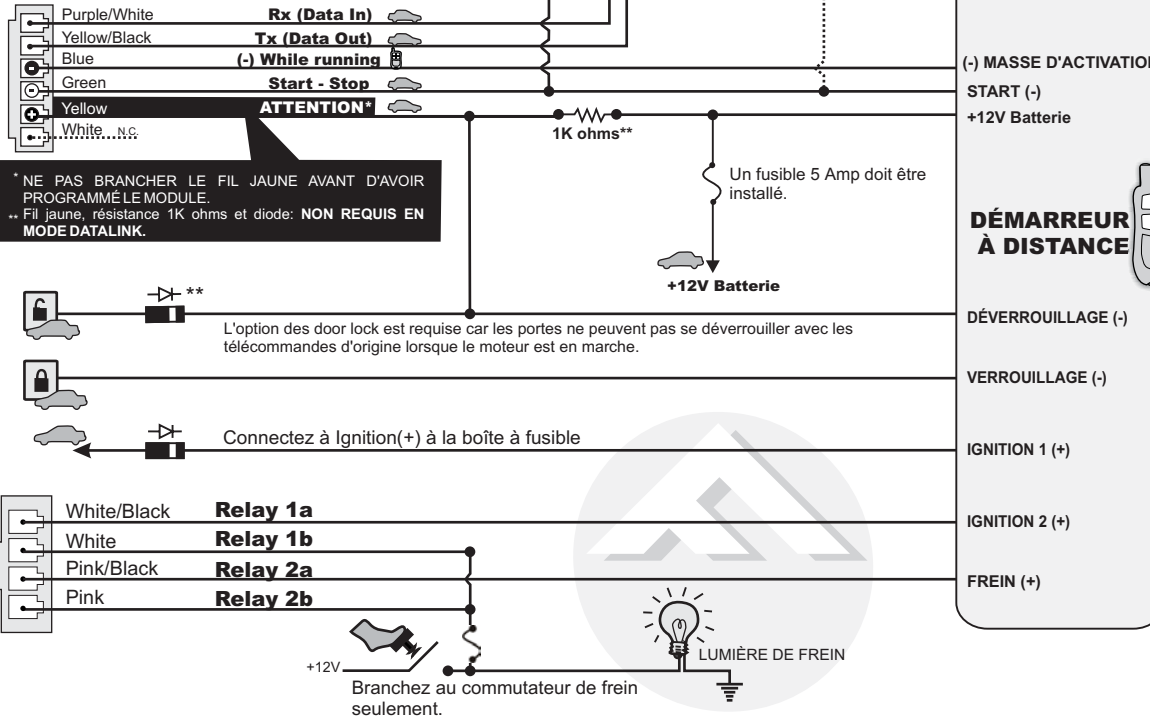 Purple/White Rx (Data In)
Yellow/Black Tx (Data Out)
Blue (-) While running
(-) MASSE D'ACTIVATION
Green Start - Stop
START (-)
Yellow ATTENTION*
+12V Batterie
White N.C.
1K ohms**
* NE PAS BRANCHER LE FIL JAUNE AVANT D'AVOIR
PROGRAMMÉ LE MODULE.
** Fil jaune, résistance 1K ohms et diode: NON REQUIS EN
MODE DATALINK.
Un fusible 5 Amp doit être
installé.
+12V Batterie
DÉMARREUR
À DISTANCE
**
DÉVERROUILLAGE (-)
L'option des door lock est requise car les portes ne peuvent pas se déverrouiller avec les
télécommandes d'origine lorsque le moteur est en marche.
VERROUILLAGE (-)
Connectez à Ignition(+) à la boîte à fusible
IGNITION 1 (+)
White/Black Relay 1a
IGNITION 2 (+)
White Relay 1b
Pink/Black Relay 2a
FREIN (+)
Pink Relay 2b
+12V
LUMIÈRE DE FREIN
Branchez au commutateur de frein
seulement.